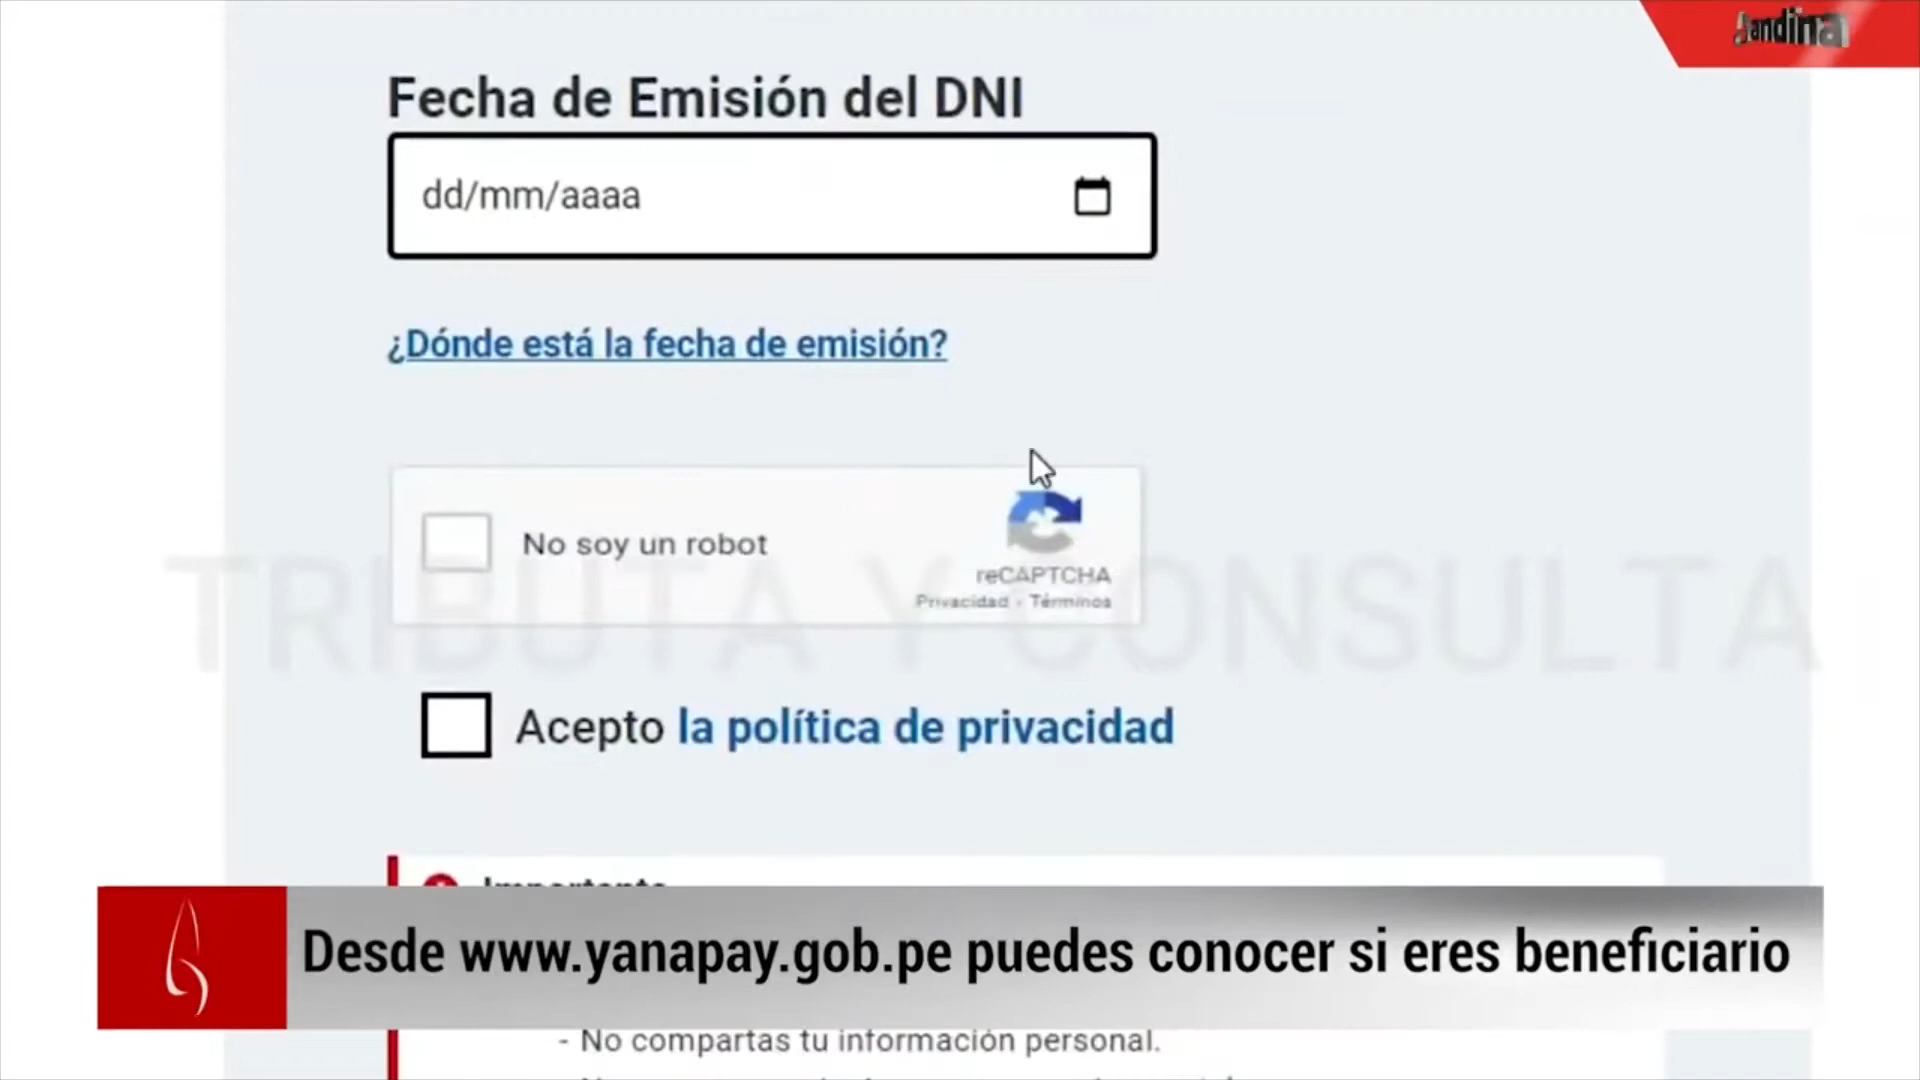 andina
Fecha de Emisión del DNI
dd/mm/aaaa
¿Dónde está la fecha de emisión?
No soy un robot
reCAPTCHA
Privacidad - Términos
TRIBUTA Y CONSULTA
Acepto la política de privacidad
Importante
Desde www.yanapay.gob.pe puedes conocer si eres beneficiario
- No compartas tu información personal.